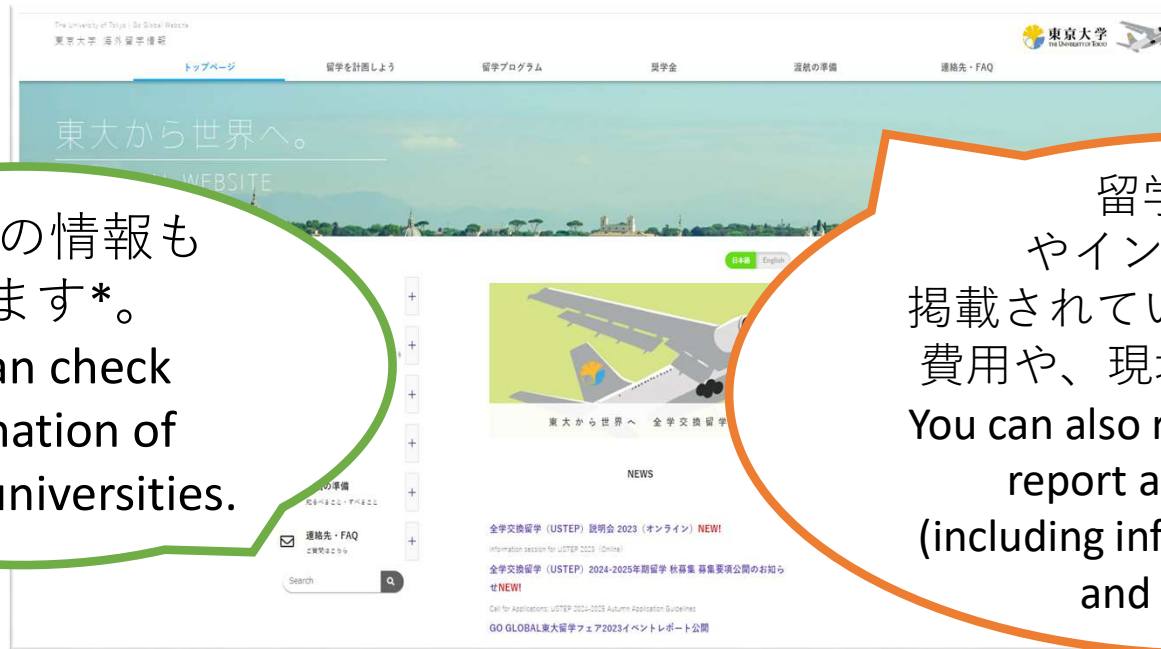 The University of Tokyo | Go Global Website
東京大学 海外留学情報
東京大学
THE UNIVERSITY OF TOKYO
トップページ
留学を計画しよう
留学プログラム
奨学金
渡航の準備
連絡先・FAQ
東大から世界へ。
WEBSITE
の情報も
ます*。
an check
nation of
universities.
留学
やイン
掲載されてい
費用や、現
You can also r
report a
(including inf
and
日本語 English
東大から世界へ 全学交換留学
の準備
知るべきこと・すべきこと
連絡先・FAQ
ご質問はこちら
Search
NEWS
全学交換留学（USTEP）説明会 2023（オンライン）NEW!
Information session for USTEP 2023 (Online)
全学交換留学（USTEP）2024-2025年期留学 秋募集 募集要項公開のお知ら
せNEW!
Call for Applications: USTEP 2024-2025 Autumn Application Guidelines
GO GLOBAL東大留学フェア2023イベントレポート公開